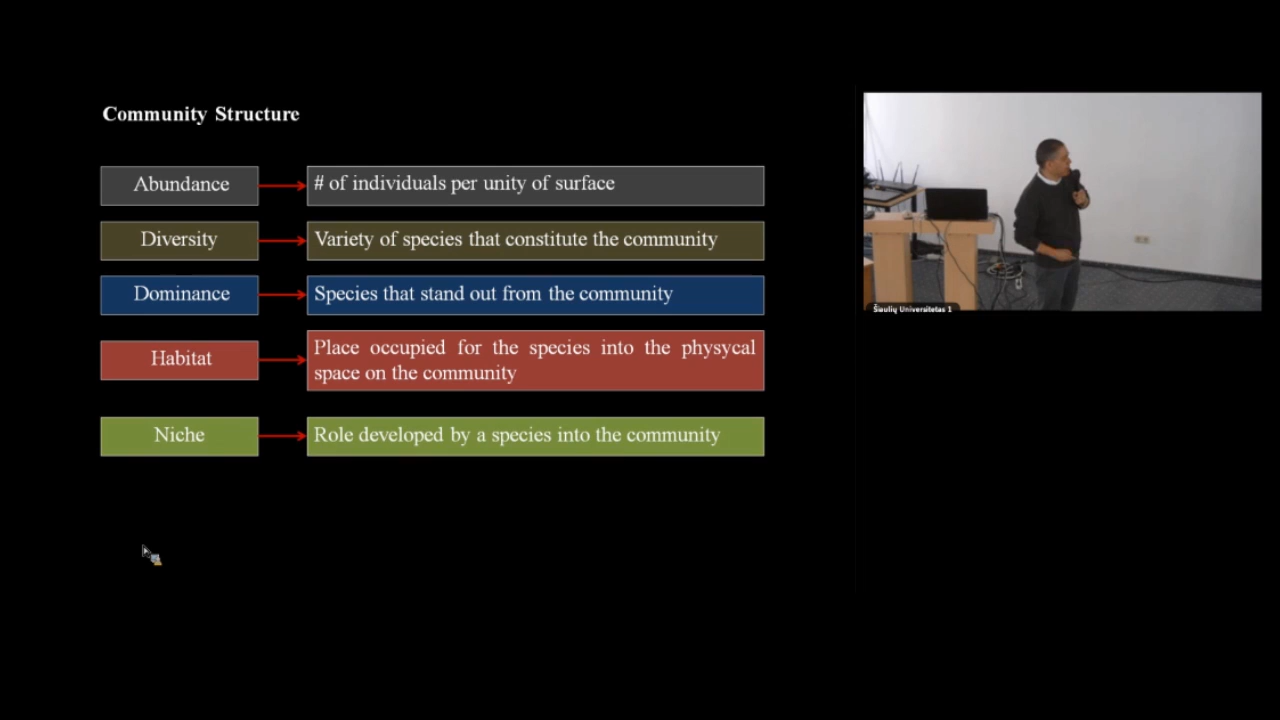 Community Structure
Abundance
# of individuals per unity of surface
Diversity
Variety of species that constitute the community
Dominance
Species that stand out from the community
Habitat
Place occupied for the species into the physycal
space on the community
Niche
Role developed by a species into the community
Šiaulių Universitetas 1